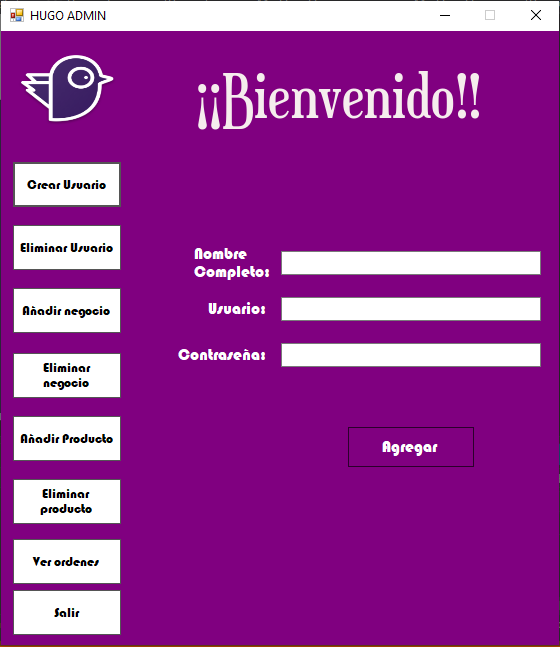 HUGO ADMIN
¡¡Bienvenido!!
Crear Usuario
Eliminar Usuario
Añadir negocio
Eliminar
negocio
Añadir Producto
Eliminar
producto
Ver ordenes
Salir
Nombre
Completo:
Usuario:
Contraseña:
Agregar